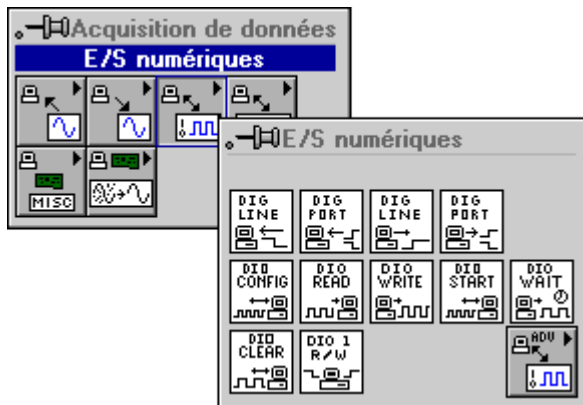 Acquisition de données
E/S numériques
MISC
E/S numériques
DIG LINE
DIG PORT
DIG LINE
DIG PORT
DIO CONFIG
DIO READ
DIO WRITE
DIO START
DIO WAIT
DIO CLEAR
DIO 1 R/W
ADV